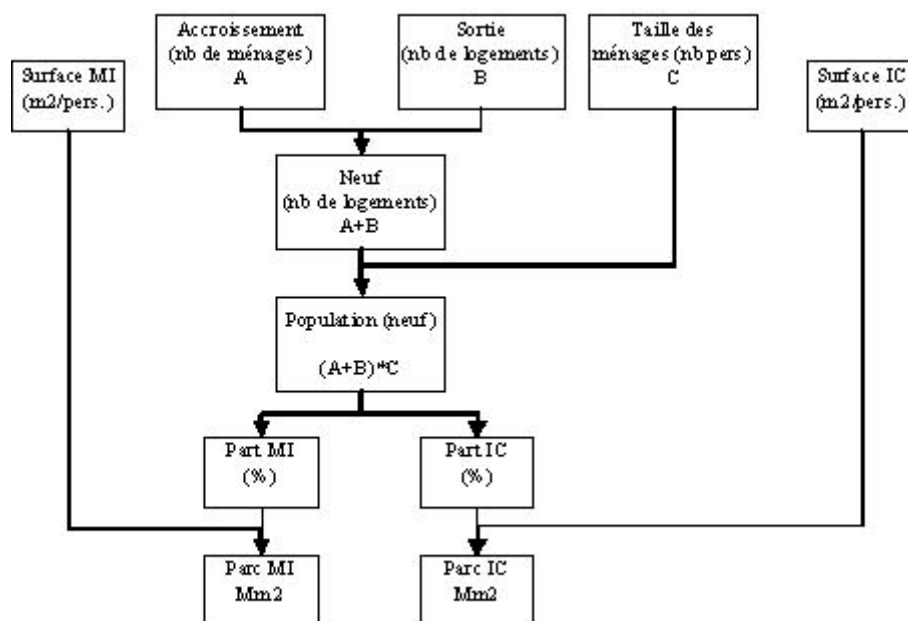 Accroissement
(nb de ménages)
A
Sortie
(nb de logements)
B
Taille des
ménages (nb pers)
C
Surface MI
(m2/pers.)
Surface IC
(m2/pers.)
Neuf
(nb de logements)
A+B
Population (neuf)
(A+B)*C
Part MI
(%)
Part IC
(%)
Parc MI
Mm2
Parc IC
Mm2